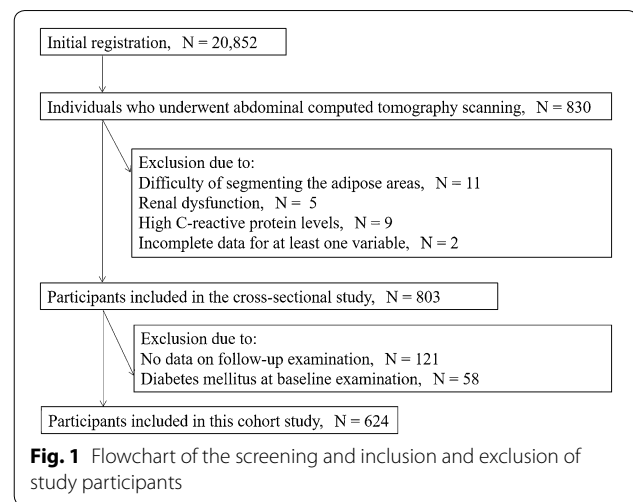 Initial registration, N = 20,852
Individuals who underwent abdominal computed tomography scanning, N = 830
Exclusion due to:
Difficulty of segmenting the adipose areas, N = 11
Renal dysfunction, N = 5
High C-reactive protein levels, N = 9
Incomplete data for at least one variable, N = 2
Participants included in the cross-sectional study, N = 803
Exclusion due to:
No data on follow-up examination, N = 121
Diabetes mellitus at baseline examination, N = 58
Participants included in this cohort study, N = 624
Fig. 1 Flowchart of the screening and inclusion and exclusion of
study participants